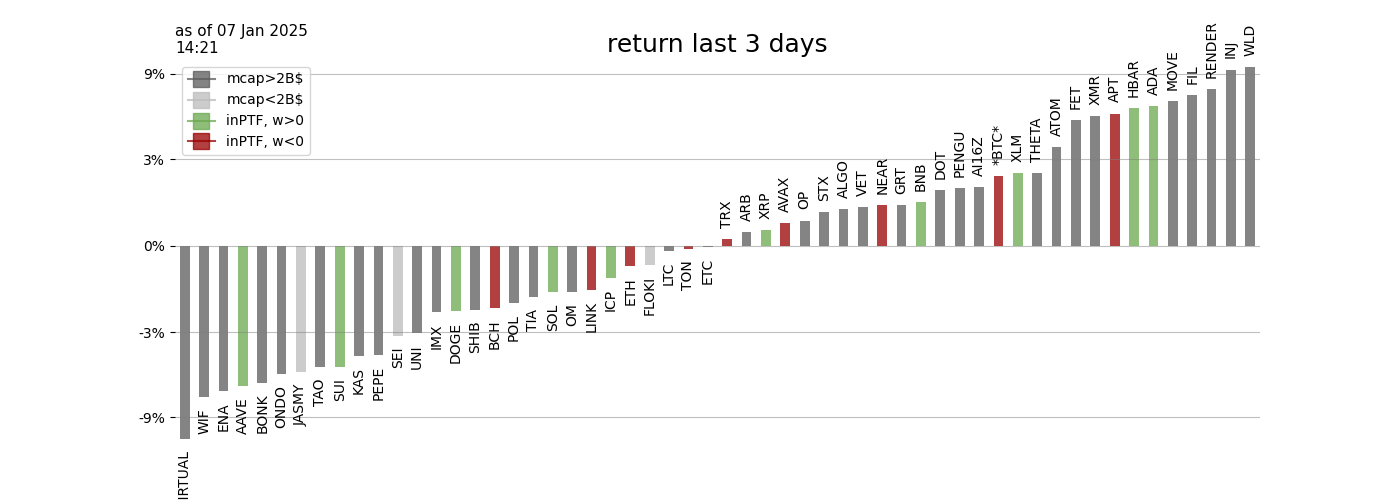 as of 07 Jan 2025
14:21
return last 3 days
mcap>2B$
mcap<2B$
inPTF, w>0
inPTF, w<0
9%
3%
0%
-3%
-9%
IRTUAL
WIF
ENA
AAVE
BONK
ONDO
JASMY
TAO
SUI
KAS
PEPE
SEI
UNI
IMX
DOGE
SHIB
BCH
POL
TIA
SOL
OM
LINK
ICP
ETH
FLOKI
LTC
TON
ETC
TRX
ARB
XRP
AVAX
OP
STX
ALGO
VET
NEAR
GRT
BNB
DOT
PENGU
AI16Z
*BTC*
XLM
THETA
ATOM
FET
XMR
APT
HBAR
ADA
MOVE
FIL
RENDER
INJ
WLD